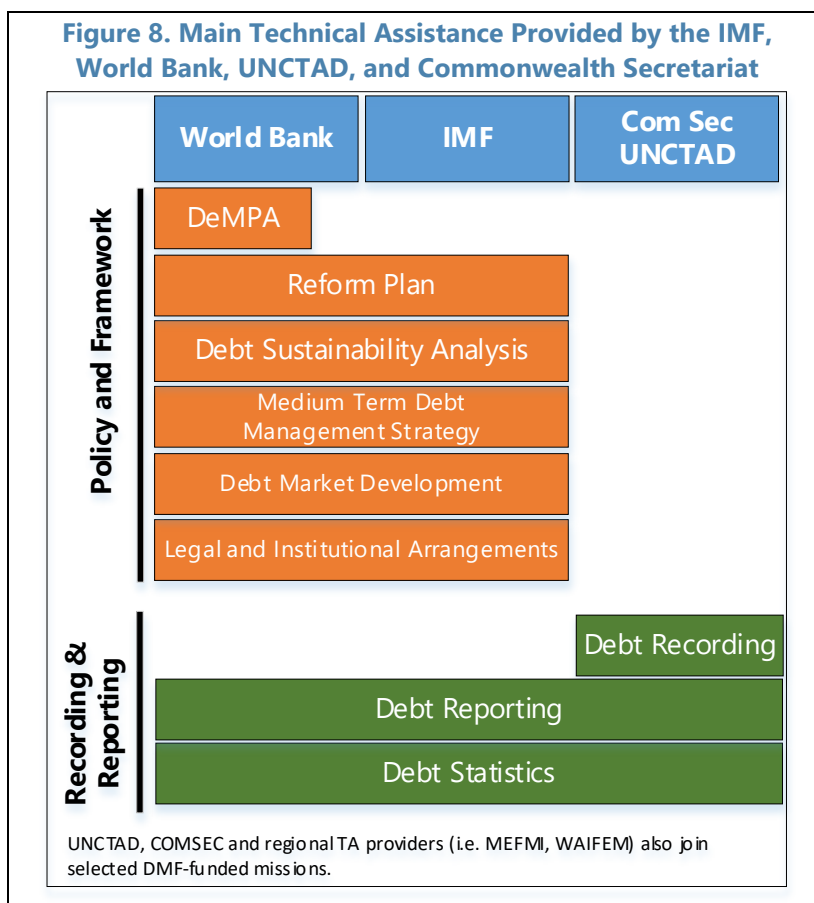 Figure 8. Main Technical Assistance Provided by the IMF,
World Bank, UNCTAD, and Commonwealth Secretariat
World Bank
IMF
Com Sec
UNCTAD
Policy and Framework
DeMPA
Reform Plan
Debt Sustainability Analysis
Medium Term Debt
Management Strategy
Debt Market Development
Legal and Institutional Arrangements
Recording &
Reporting
Debt Recording
Debt Reporting
Debt Statistics
UNCTAD, COMSEC and regional TA providers (i.e. MEFMI, WAIFEM) also join
selected DMF-funded missions.